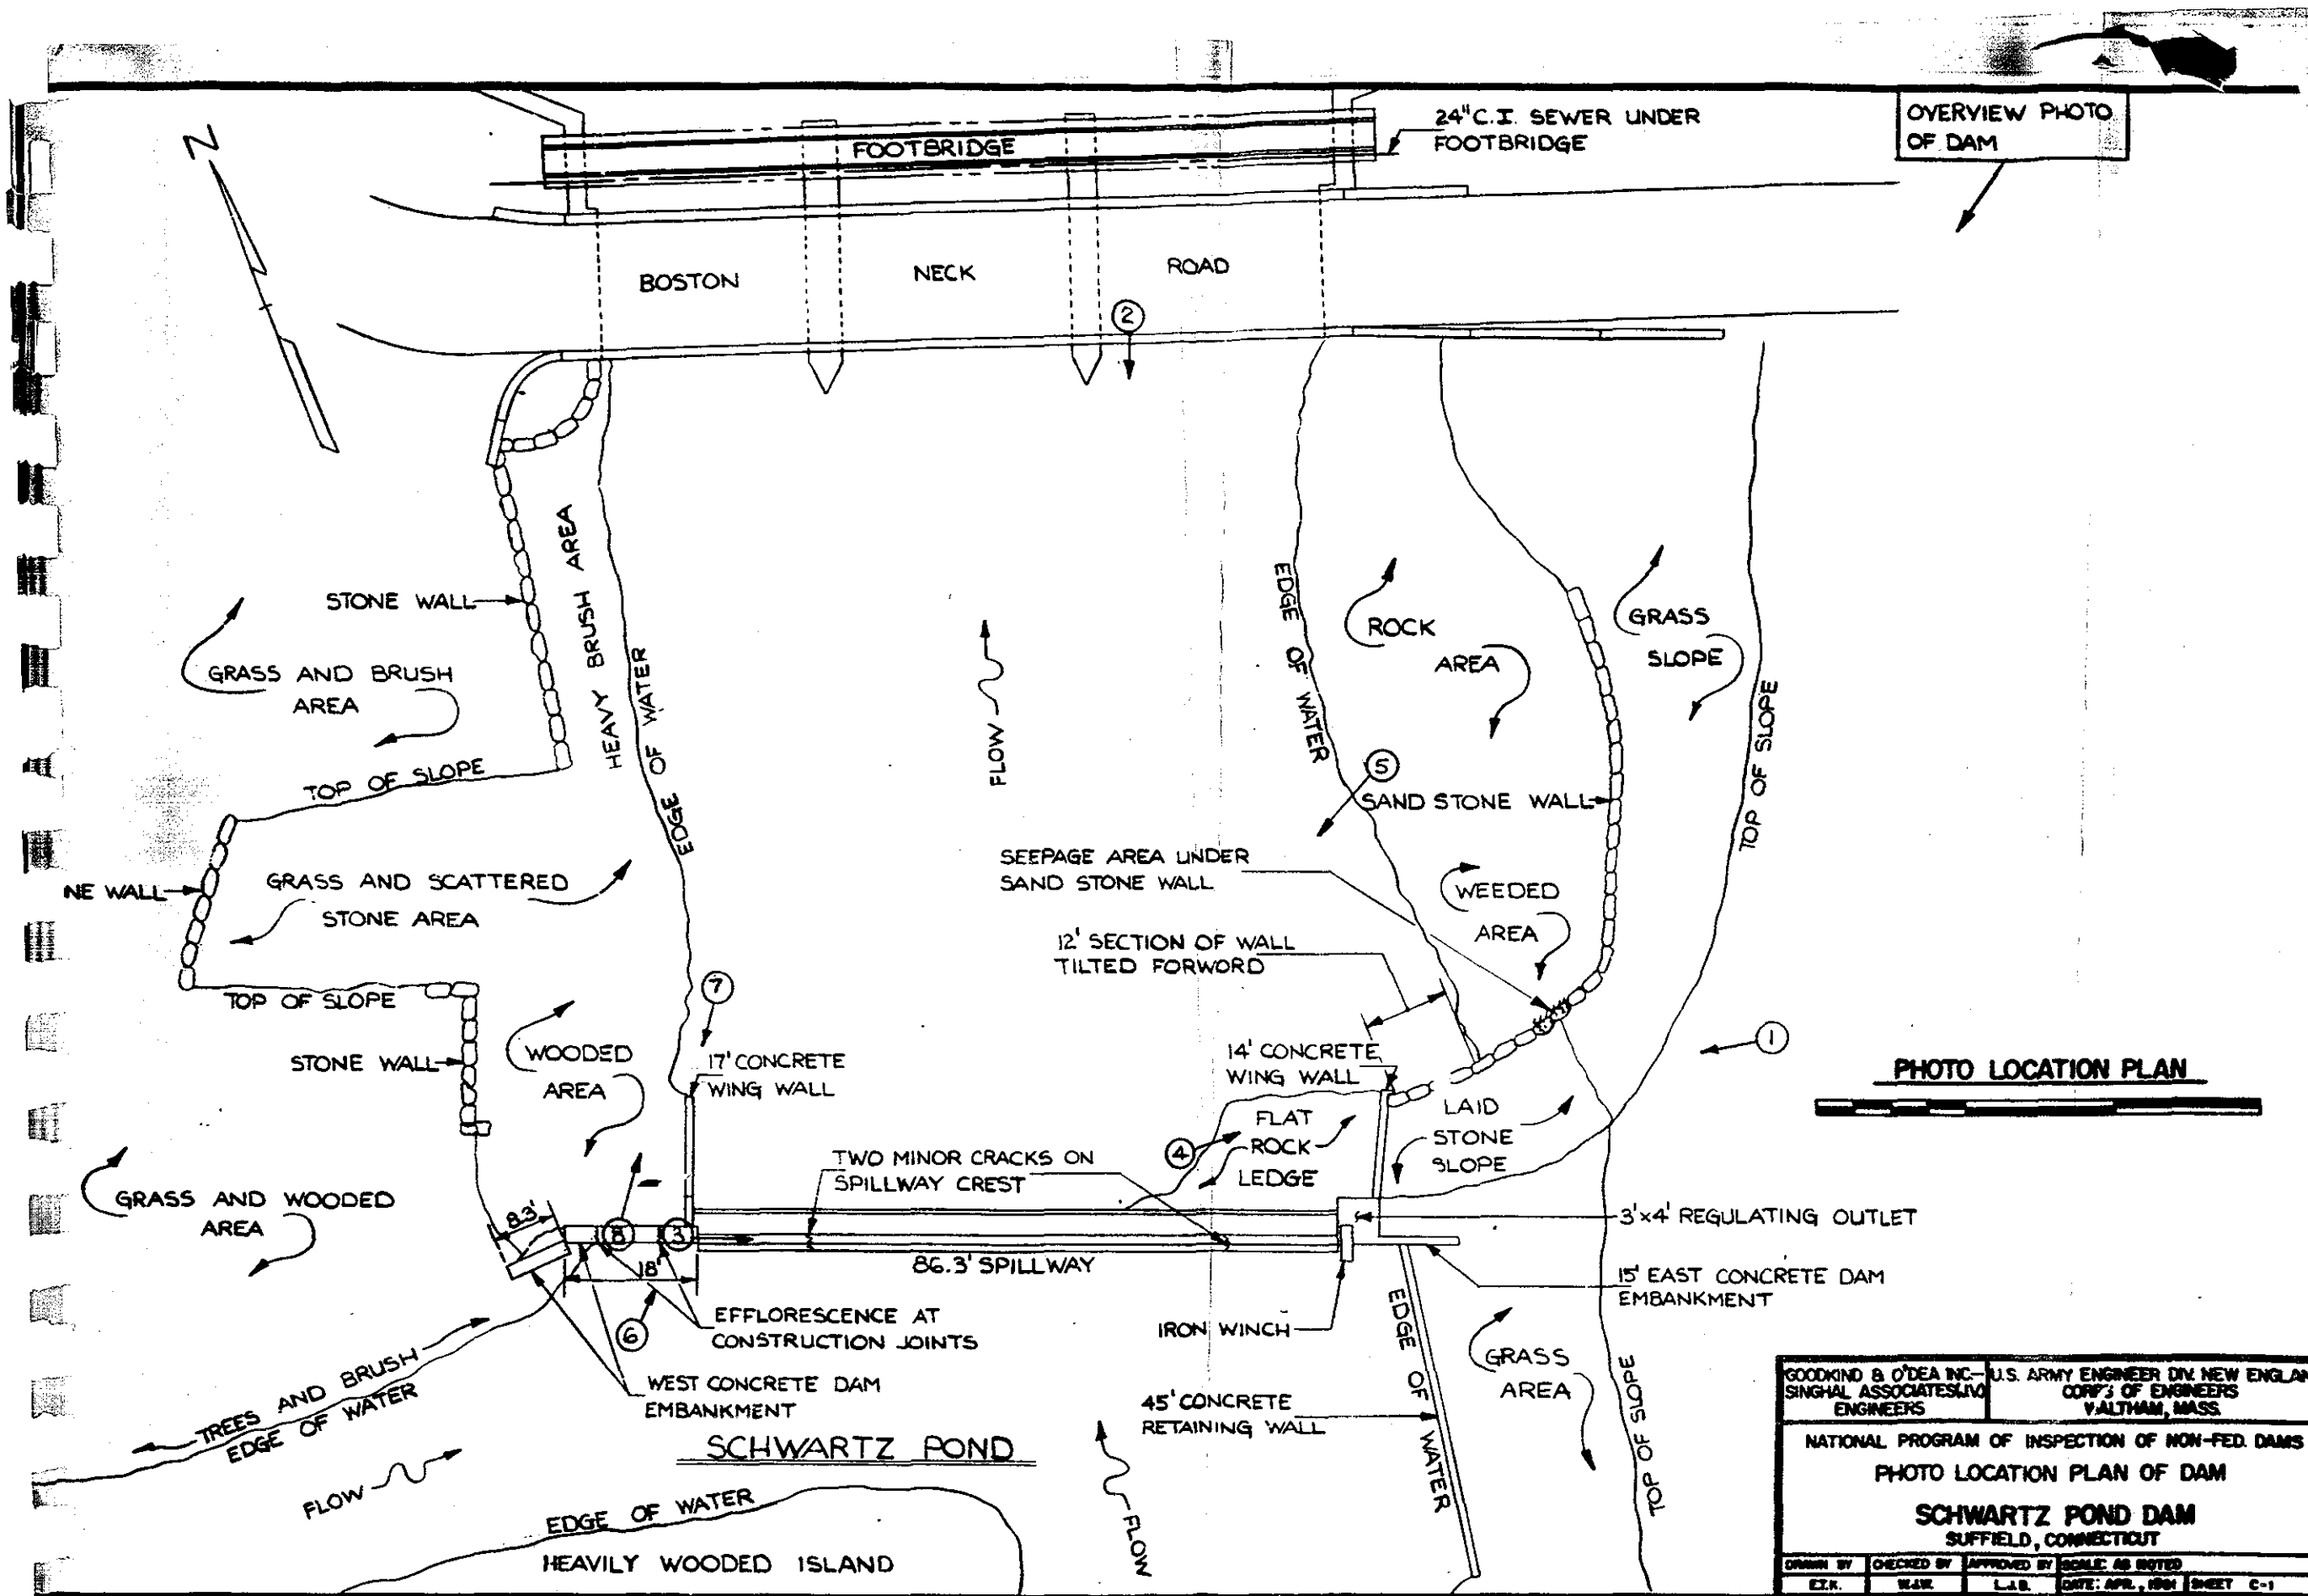 N
OVERVIEW PHOTO
OF DAM
24" C.I. SEWER UNDER
FOOTBRIDGE
FOOTBRIDGE
BOSTON NECK ROAD
2
STONE WALL
HEAVY BRUSH AREA
EDGE OF WATER
GRASS AND BRUSH
AREA
TOP OF SLOPE
FLOW
EDGE OF WATER
ROCK
AREA
GRASS
SLOPE
TOP OF SLOPE
5
SAND STONE WALL
NE WALL
GRASS AND SCATTERED
STONE AREA
SEEPAGE AREA UNDER
SAND STONE WALL
WEEDED
AREA
12' SECTION OF WALL
TILTED FORWORD
TOP OF SLOPE
7
STONE WALL
WOODED
AREA
17' CONCRETE
WING WALL
14' CONCRETE
WING WALL
1
PHOTO LOCATION PLAN
LAID
STONE
SLOPE
FLAT
ROCK
LEDGE
4
TWO MINOR CRACKS ON
SPILLWAY CREST
GRASS AND WOODED
AREA
8.3'
8
3
18'
86.3' SPILLWAY
3'x4' REGULATING OUTLET
15' EAST CONCRETE DAM
EMBANKMENT
6
EFFLORESCENCE AT
CONSTRUCTION JOINTS
IRON WINCH
EDGE OF WATER
GRASS
AREA
TOP OF SLOPE
TREES AND BRUSH
EDGE OF WATER
WEST CONCRETE DAM
EMBANKMENT
45' CONCRETE
RETAINING WALL
SCHWARTZ POND
FLOW
FLOW
EDGE OF WATER
HEAVILY WOODED ISLAND
GOODKIND & O'DEA INC.
SINGHAL ASSOCIATES(JV)
ENGINEERS
U.S. ARMY ENGINEER DIV. NEW ENGLAN
CORPS OF ENGINEERS
WALTHAM, MASS.
NATIONAL PROGRAM OF INSPECTION OF NON-FED. DAMS
PHOTO LOCATION PLAN OF DAM
SCHWARTZ POND DAM
SUFFIELD, CONNECTICUT
DRAWN BY CHECKED BY APPROVED BY SCALE: AS NOTED
W.J.W. L.J.B. DATE: APR., 1981 SHEET C-1